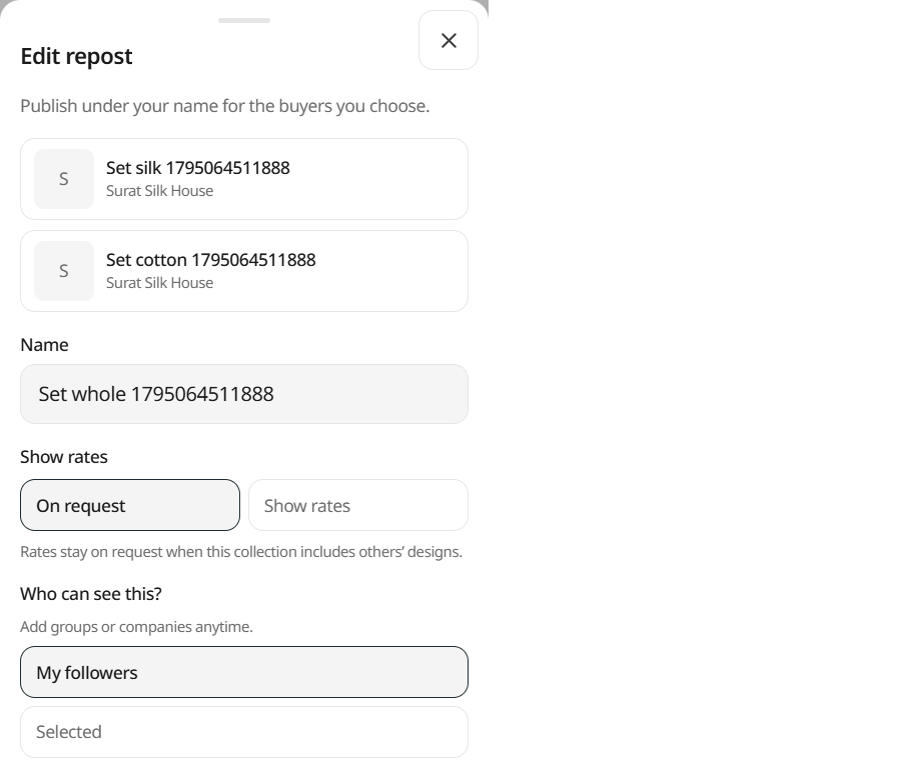 Edit repost
Publish under your name for the buyers you choose.
S
Set silk 1795064511888
Surat Silk House
S
Set cotton 1795064511888
Surat Silk House
Name
Set whole 1795064511888
Show rates
On request
Show rates
Rates stay on request when this collection includes others’ designs.
Who can see this?
Add groups or companies anytime.
My followers
Selected